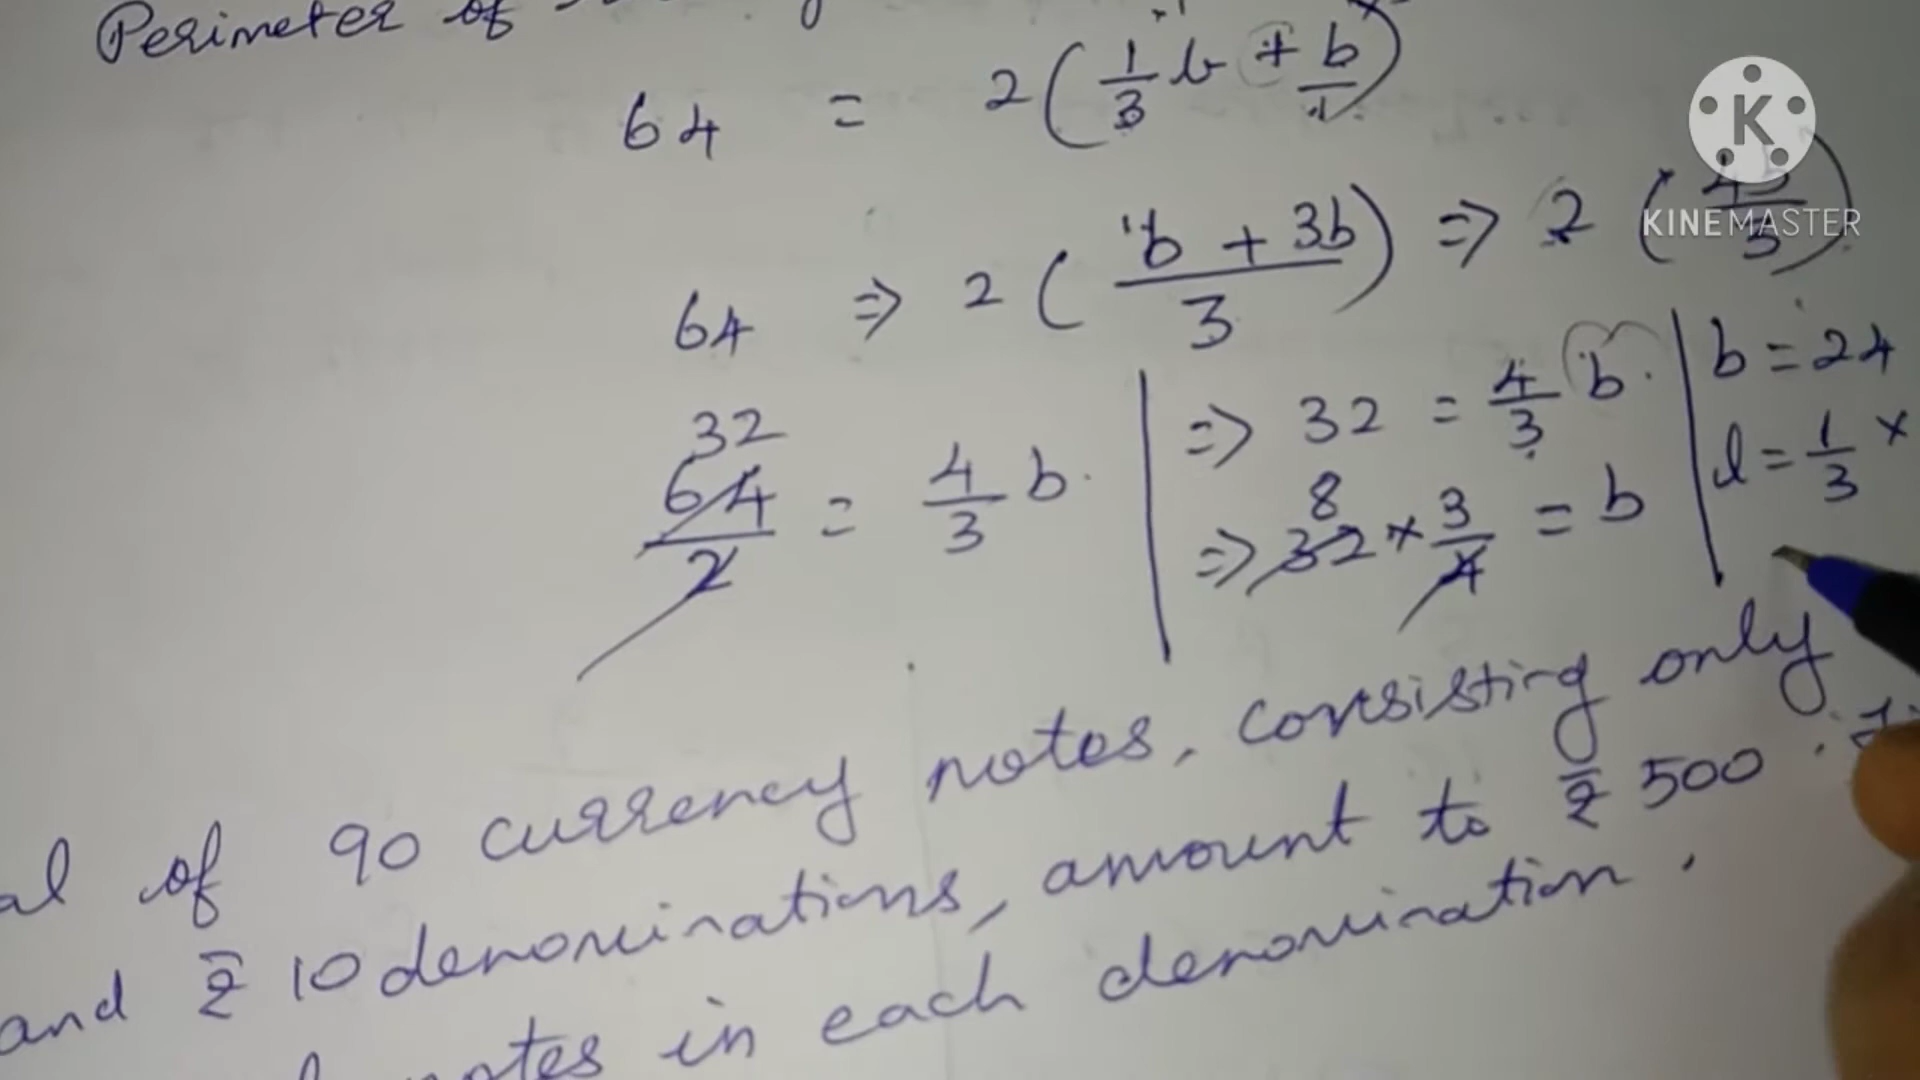 Perimeter of
64 = 2(1/3 b + b/1)
64 ⇒ 2(b + 3b / 3) ⇒ 2(4b/3)
32
64/2 = 4/3 b
⇒ 32 = 4/3 b
8
⇒ 32 × 3/4 = b
b = 24
l = 1/3 ×
of 90 currency notes, consisting only
and ₹ 10 denominations, amount to ₹ 500.
notes in each denomination.
K
KINEMASTER